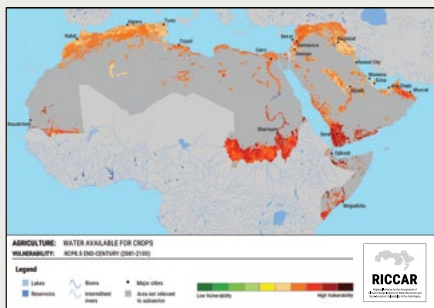 Rabat
Algiers
Tunis
Tripoli
Cairo
Beirut
Damascus
Amman
Baghdad
Kuwait City
Manama
Doha
Abu Dhabi
Muscat
Riyadh
Nouakchott
Khartoum
Sana'a
Djibouti
Mogadishu
AGRICULTURE: WATER AVAILABLE FOR CROPS
VULNERABILITY: RCP8.5 END-CENTURY (2081-2100)
Legend
Lakes
Reservoirs
Rivers
Intermittent rivers
Major cities
Area not relevant to subsector
Low Vulnerability
High Vulnerability
RICCAR